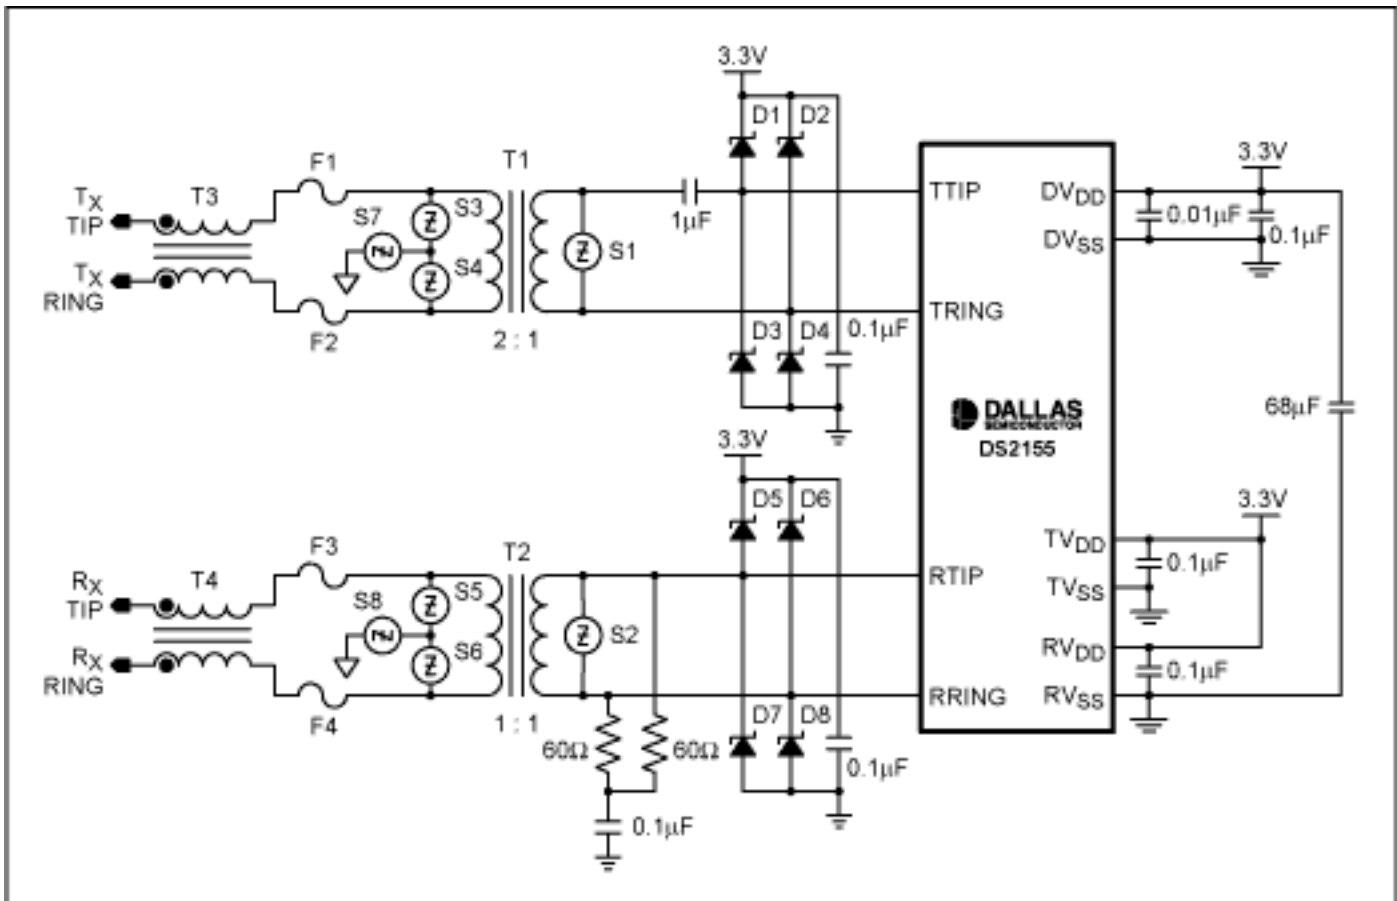 3.3V
D1 D2
F1
T1
TX
TIP
T3
S7
S3
S4
S1
1µF
TTIP
DVDD
3.3V
0.01µF
0.1µF
DVSS
TX
RING
F2
2 : 1
D3 D4
0.1µF
TRING
DALLAS
SEMICONDUCTOR
DS2155
68µF
3.3V
D5 D6
F3
T2
RX
TIP
T4
S8
S5
S6
S2
RTIP
3.3V
TVDD
0.1µF
TVSS
RX
RING
F4
1 : 1
60Ω
60Ω
D7 D8
0.1µF
RRING
RVDD
0.1µF
RVSS
0.1µF